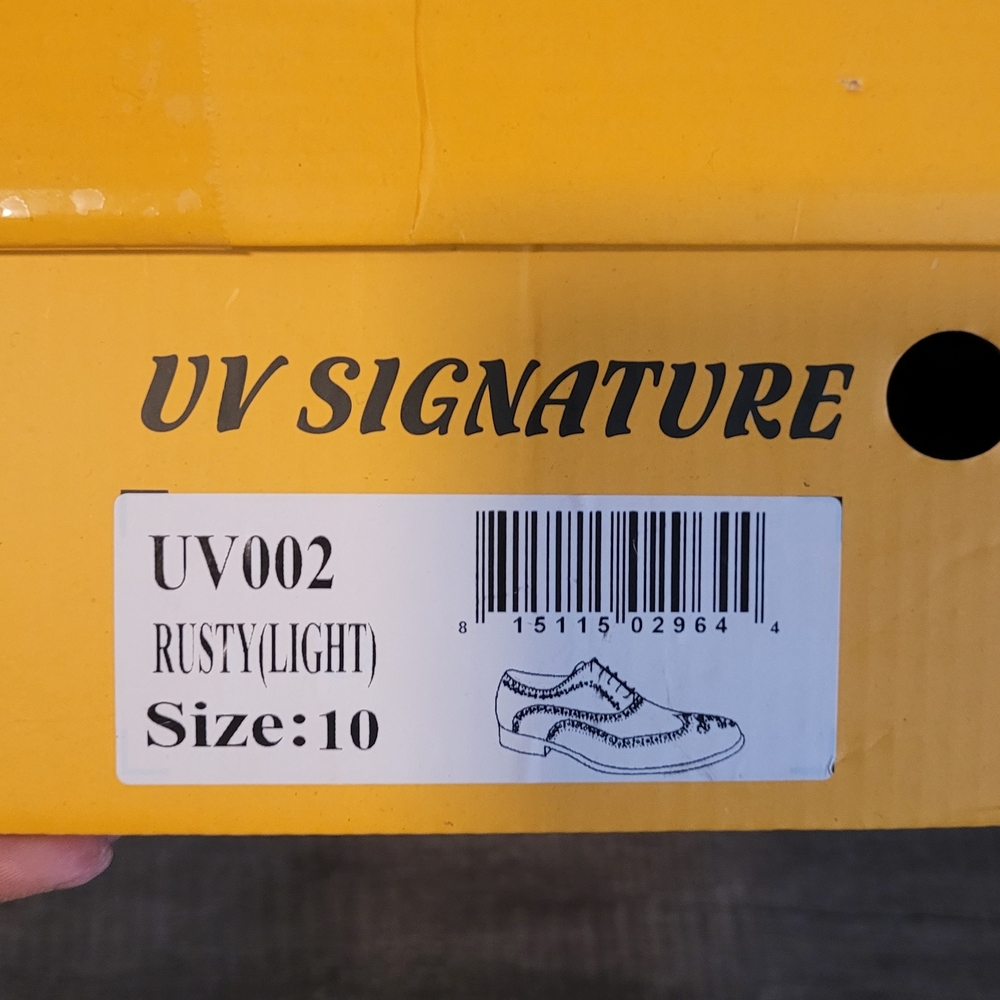 UV SIGNATURE
UV002
RUSTY(LIGHT)
Size:10
8 15115 02964 4